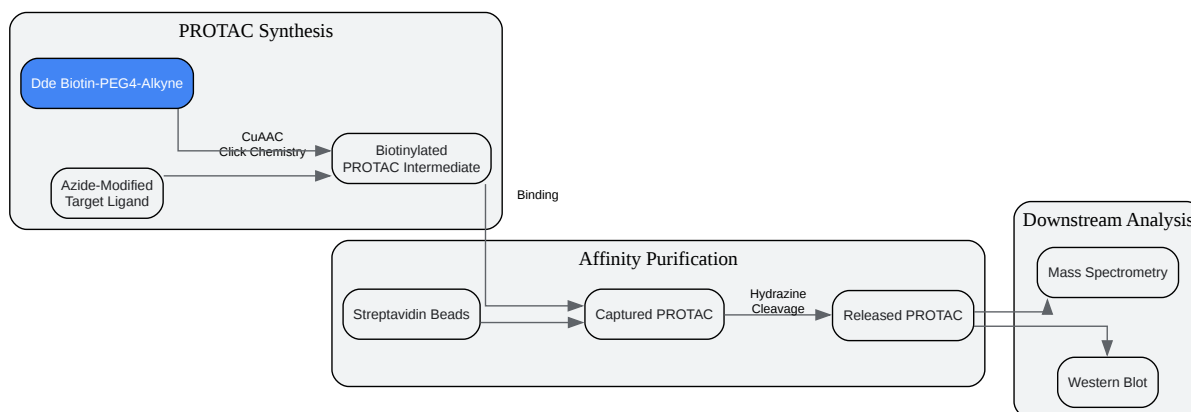 PROTAC Synthesis
Dde Biotin-PEG4-Alkyne
CuAAC
Click Chemistry
Biotinylated
PROTAC Intermediate
Azide-Modified
Target Ligand
Binding
Affinity Purification
Streptavidin Beads
Captured PROTAC
Hydrazine
Cleavage
Released PROTAC
Downstream Analysis
Mass Spectrometry
Western Blot